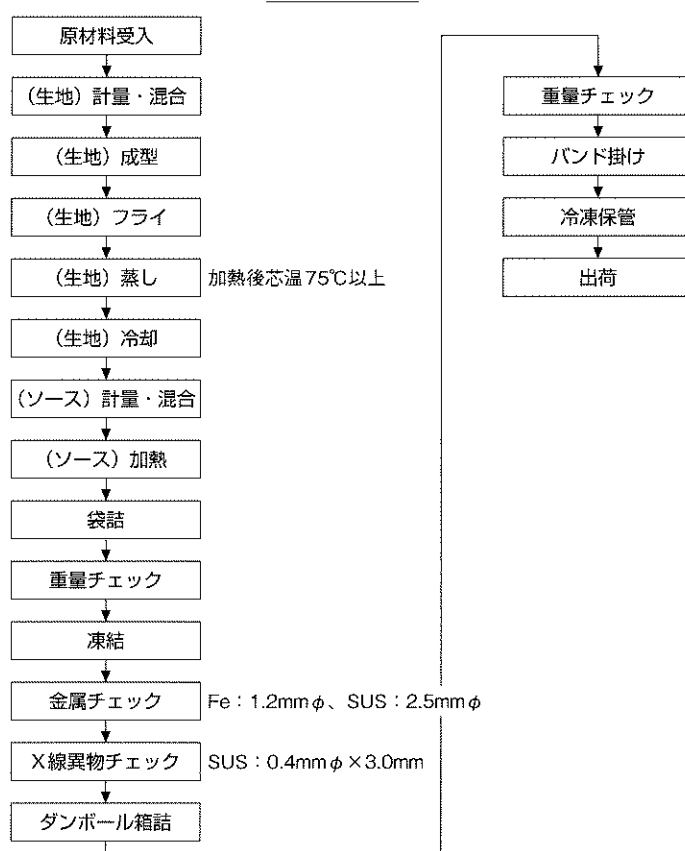 原材料受入
(生地)計量・混合
(生地)成型
(生地)フライ
(生地)蒸し 加熱後芯温75℃以上
(生地)冷却
(ソース)計量・混合
(ソース)加熱
袋詰
重量チェック
凍結
金属チェック Fe:1.2mmφ、SUS:2.5mmφ
X線異物チェック SUS:0.4mmφ×3.0mm
ダンボール箱詰
重量チェック
バンド掛け
冷凍保管
出荷